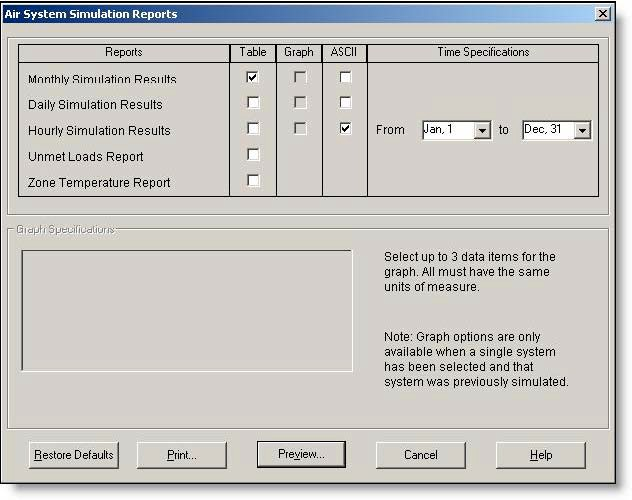 Air System Simulation Reports
Reports Table Graph ASCII Time Specifications
Monthly Simulation Results
Daily Simulation Results
Hourly Simulation Results From Jan, 1 to Dec, 31
Unmet Loads Report
Zone Temperature Report
Graph Specifications
Select up to 3 data items for the
graph. All must have the same
units of measure.
Note: Graph options are only
available when a single system
has been selected and that
system was previously simulated.
Restore Defaults Print... Preview... Cancel Help